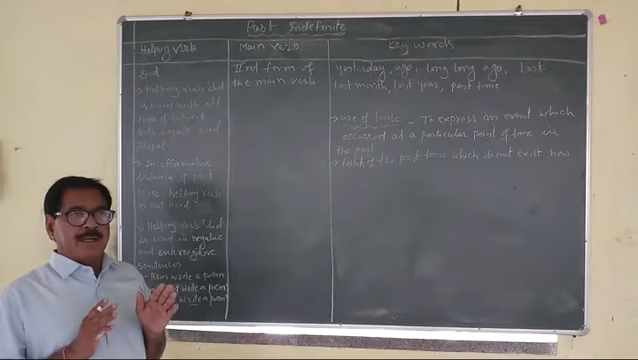 Past Indefinite
Helping verb
Main verb
Key words
Did
→ Helping verb did
is used with all
of subject
both and
plural
→ In affirmative
sentence of past
helping verb
is not used
→ Helping verb 'did'
is used in negative
and interrogative
sentences
- Ram wrote a poem
write a poem
write a poem
IInd form of
the main verb
Yesterday, ago, long long ago, last
last month, last year, past time
→ use of tense - To express an event which
occurred at a particular point of time in
the past
→ Habit of the past time which do not exist now